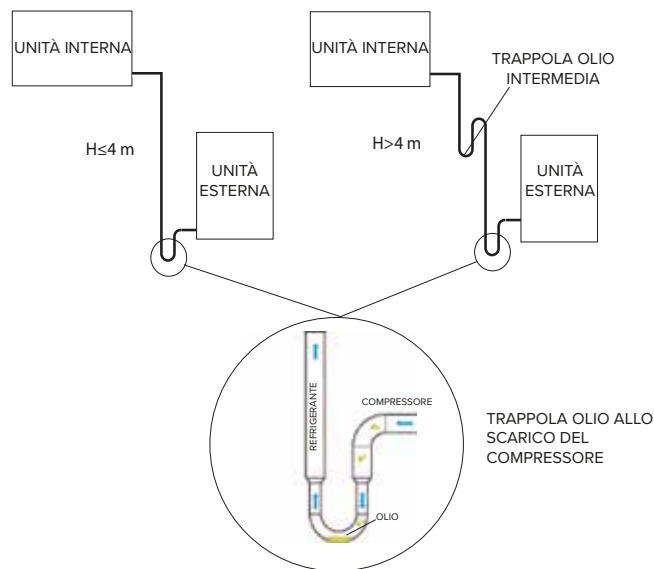 UNITÀ INTERNA
H≤4 m
UNITÀ
ESTERNA
UNITÀ INTERNA
TRAPPOLA OLIO
INTERMEDIA
H>4 m
UNITÀ
ESTERNA
REFRIGERANTE
COMPRESSORE
OLIO
TRAPPOLA OLIO ALLO
SCARICO DEL
COMPRESSORE